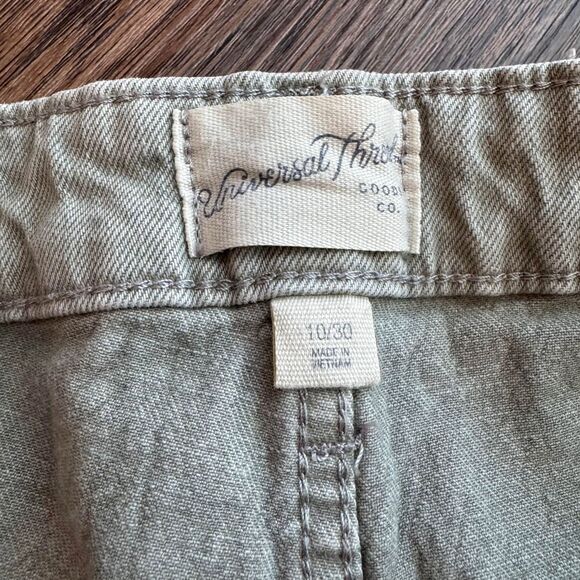 Universal Thread
GOODS
CO.
10/30
MADE IN
VIETNAM